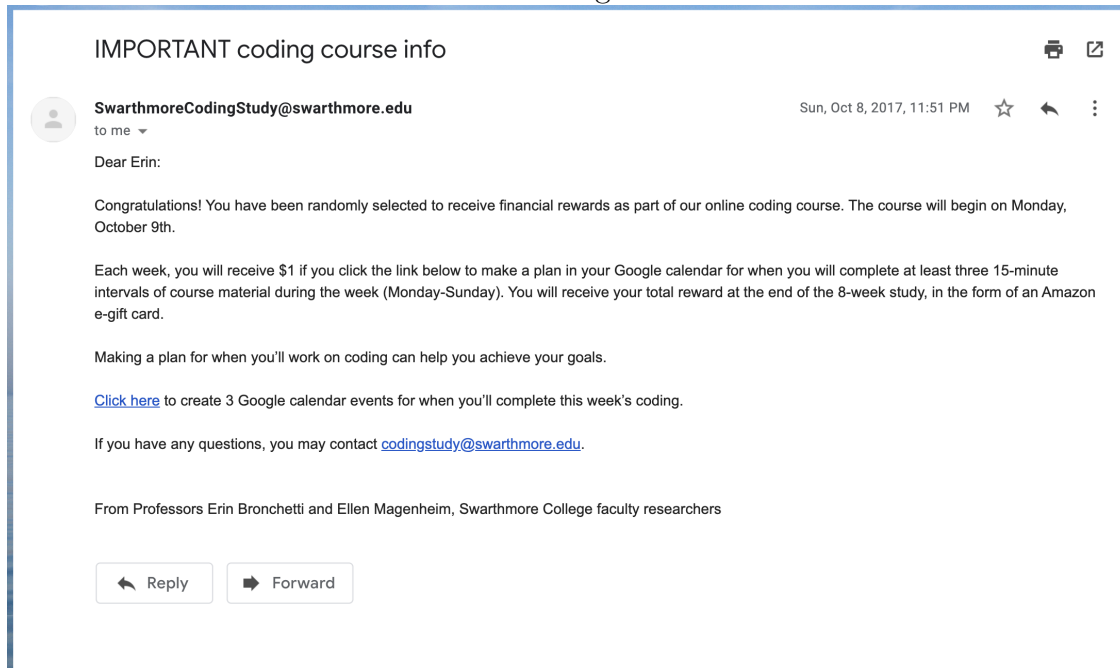 IMPORTANT coding course info
SwarthmoreCodingStudy@swarthmore.edu
Sun, Oct 8, 2017, 11:51 PM
to me
Dear Erin:
Congratulations! You have been randomly selected to receive financial rewards as part of our online coding course. The course will begin on Monday,
October 9th.
Each week, you will receive $1 if you click the link below to make a plan in your Google calendar for when you will complete at least three 15-minute
intervals of course material during the week (Monday-Sunday). You will receive your total reward at the end of the 8-week study, in the form of an Amazon
e-gift card.
Making a plan for when you'll work on coding can help you achieve your goals.
Click here to create 3 Google calendar events for when you'll complete this week's coding.
If you have any questions, you may contact codingstudy@swarthmore.edu.
From Professors Erin Bronchetti and Ellen Magenheim, Swarthmore College faculty researchers
Reply
Forward